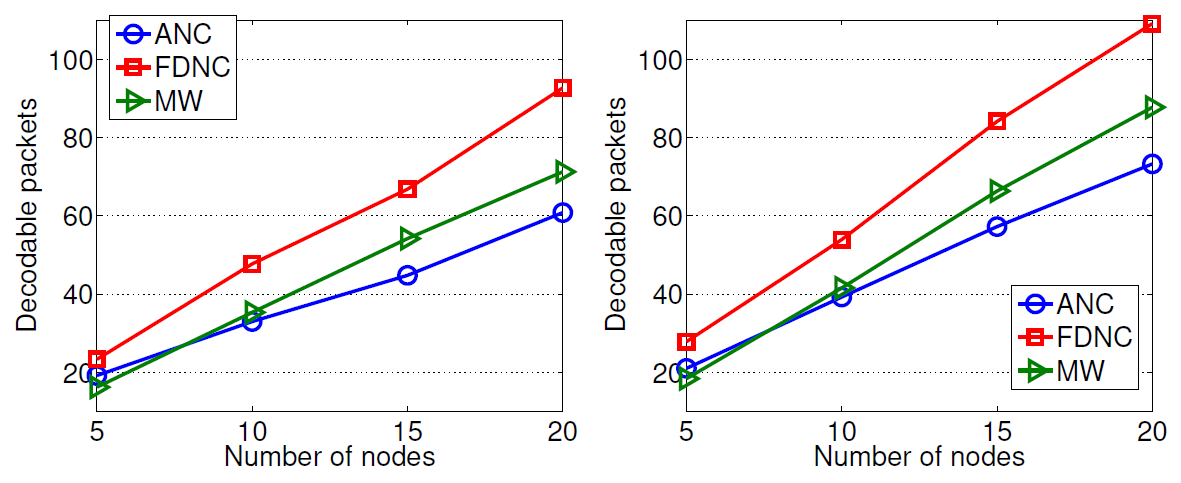 ANC
FDNC
MW
Decodable packets
100
80
60
40
20
5
10
15
20
Number of nodes
Decodable packets
100
80
60
40
20
ANC
FDNC
MW
5
10
15
20
Number of nodes